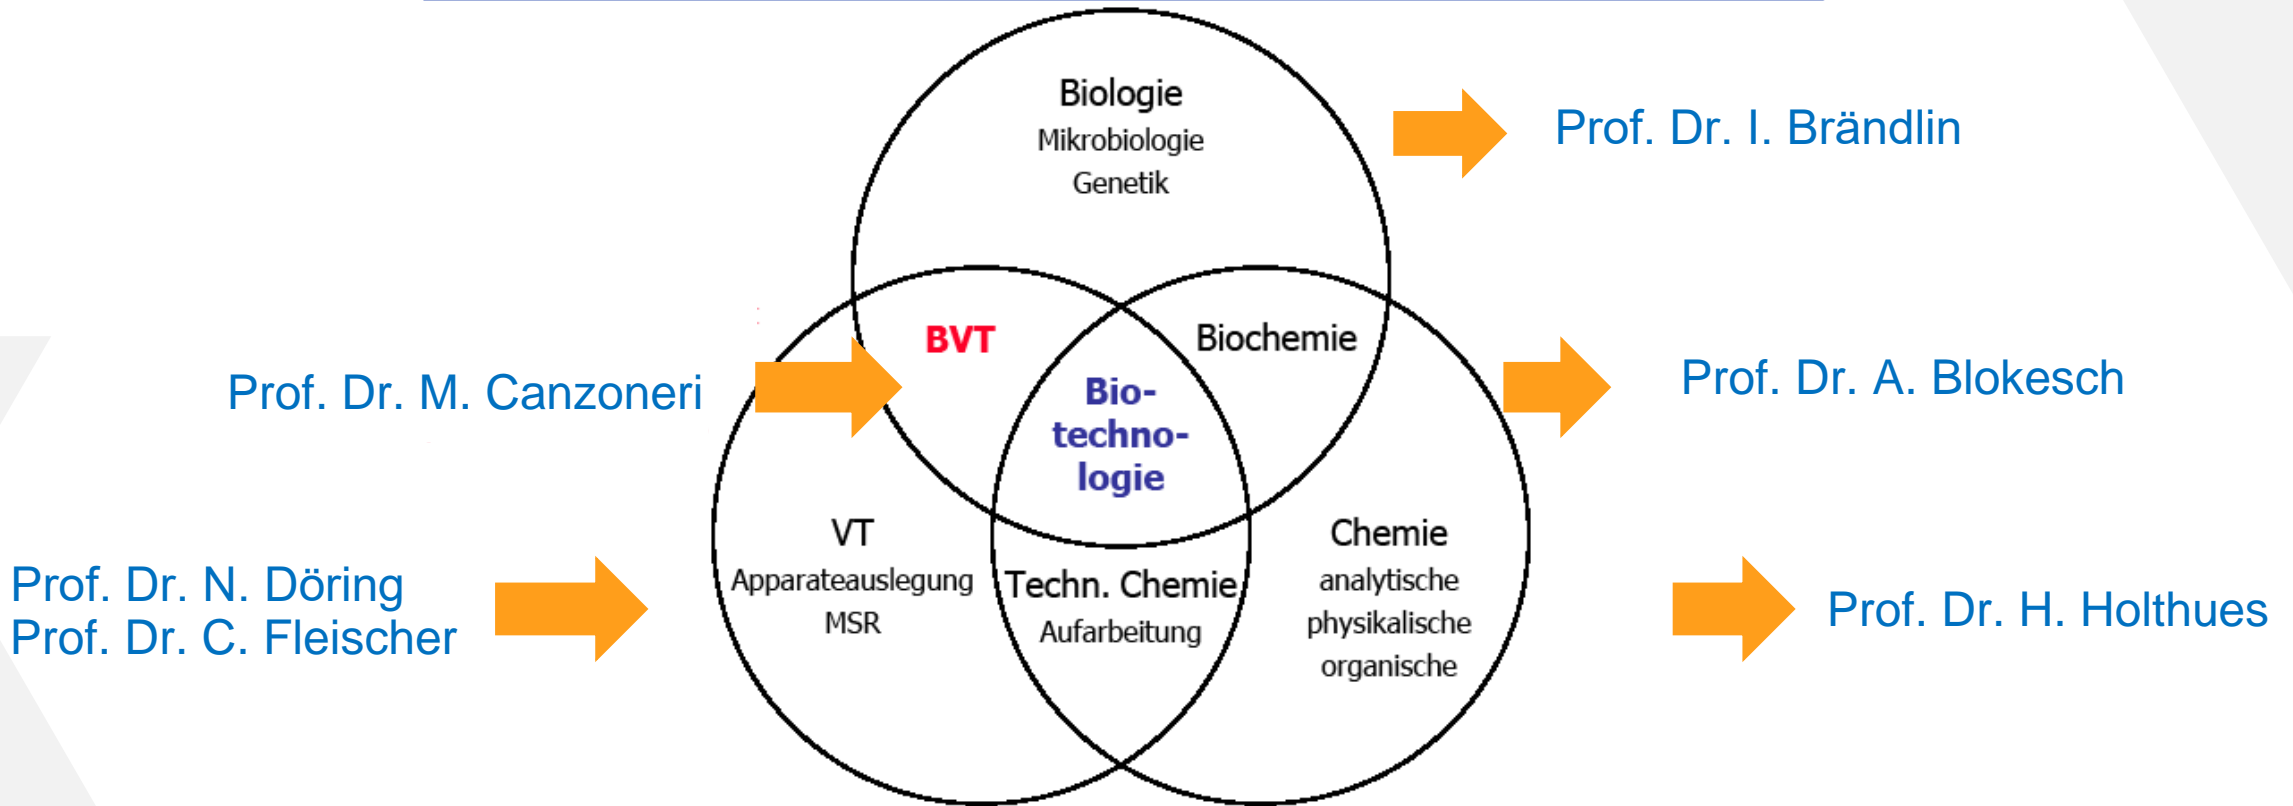 Biologie
Mikrobiologie
Genetik
Prof. Dr. I. Brändlin
BVT
Biochemie
Prof. Dr. M. Canzoneri
Prof. Dr. A. Blokesch
Bio-
techno-
logie
VT
Apparateauslegung
MSR
Techn. Chemie
Aufarbeitung
Chemie
analytische
physikalische
organische
Prof. Dr. N. Döring
Prof. Dr. C. Fleischer
Prof. Dr. H. Holthues